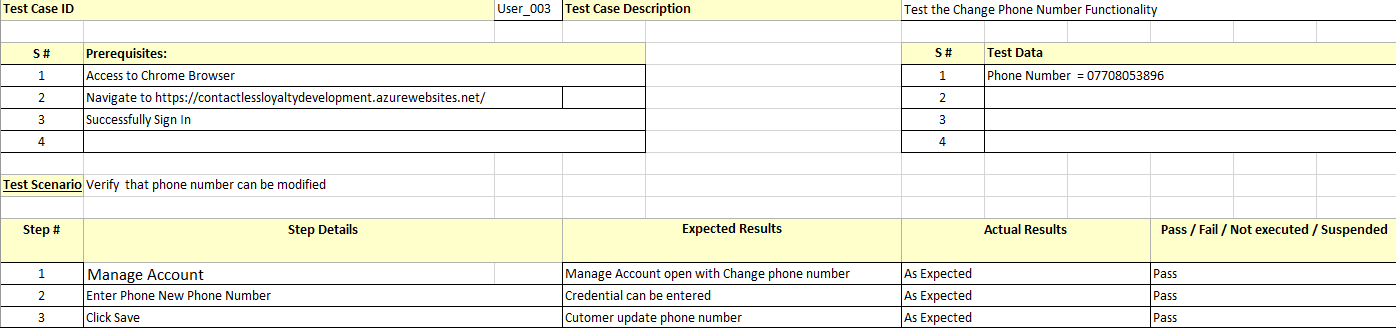 Test Case ID User_003 Test Case Description Test the Change Phone Number Functionality
S # Prerequisites: S # Test Data
1 Access to Chrome Browser 1 Phone Number = 07708053896
2 Navigate to https://contactlessloyaltydevelopment.azurewebsites.net/ 2
3 Successfully Sign In 3
4 4
Test Scenario Verify that phone number can be modified
Step # Step Details Expected Results Actual Results Pass / Fail / Not executed / Suspended
1 Manage Account Manage Account open with Change phone number As Expected Pass
2 Enter Phone New Phone Number Credential can be entered As Expected Pass
3 Click Save Cutomer update phone number As Expected Pass